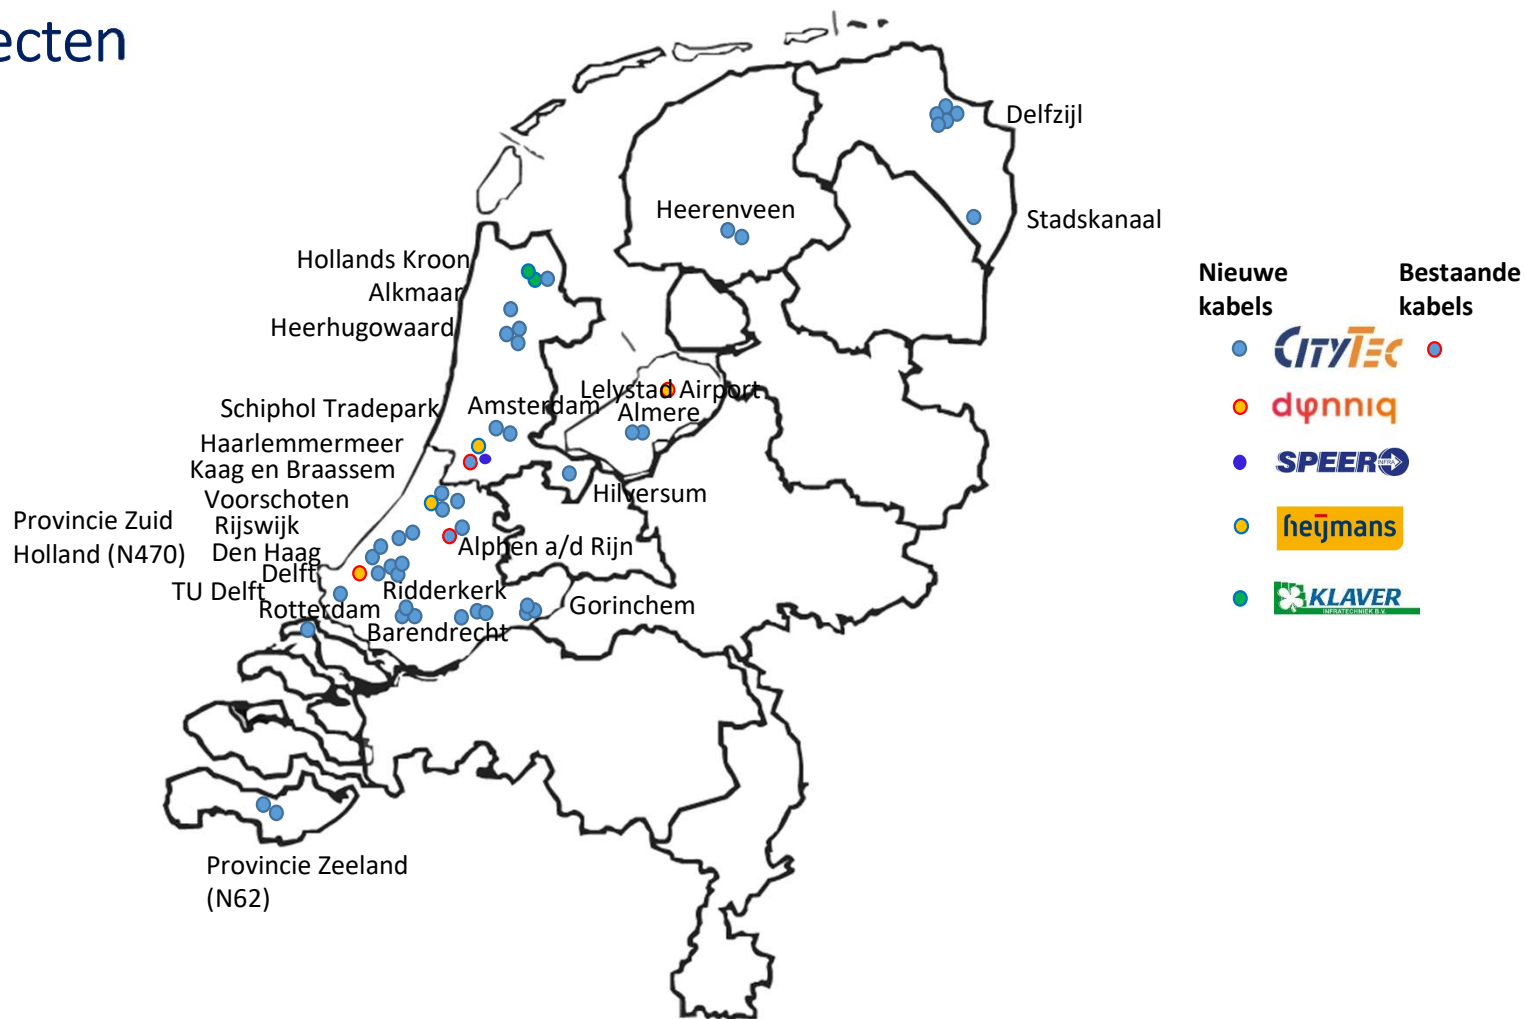 ecten
Delfzijl
Stadskanaal
Heerenveen
Hollands Kroon
Alkmaar
Heerhugowaard
Lelystad Airport
Schiphol Tradepark
Amsterdam
Almere
Haarlemmermeer
Kaag en Braassem
Hilversum
Voorschoten
Provincie Zuid
Holland (N470)
Rijswijk
Den Haag
Alphen a/d Rijn
Delft
TU Delft
Ridderkerk
Rotterdam
Gorinchem
Barendrecht
Provincie Zeeland
(N62)
Nieuwe
kabels
Bestaande
kabels
CITYTEC
dynniq
SPEER INFRA
heijmans
KLAVER
INFRATECHNIEK B.V.